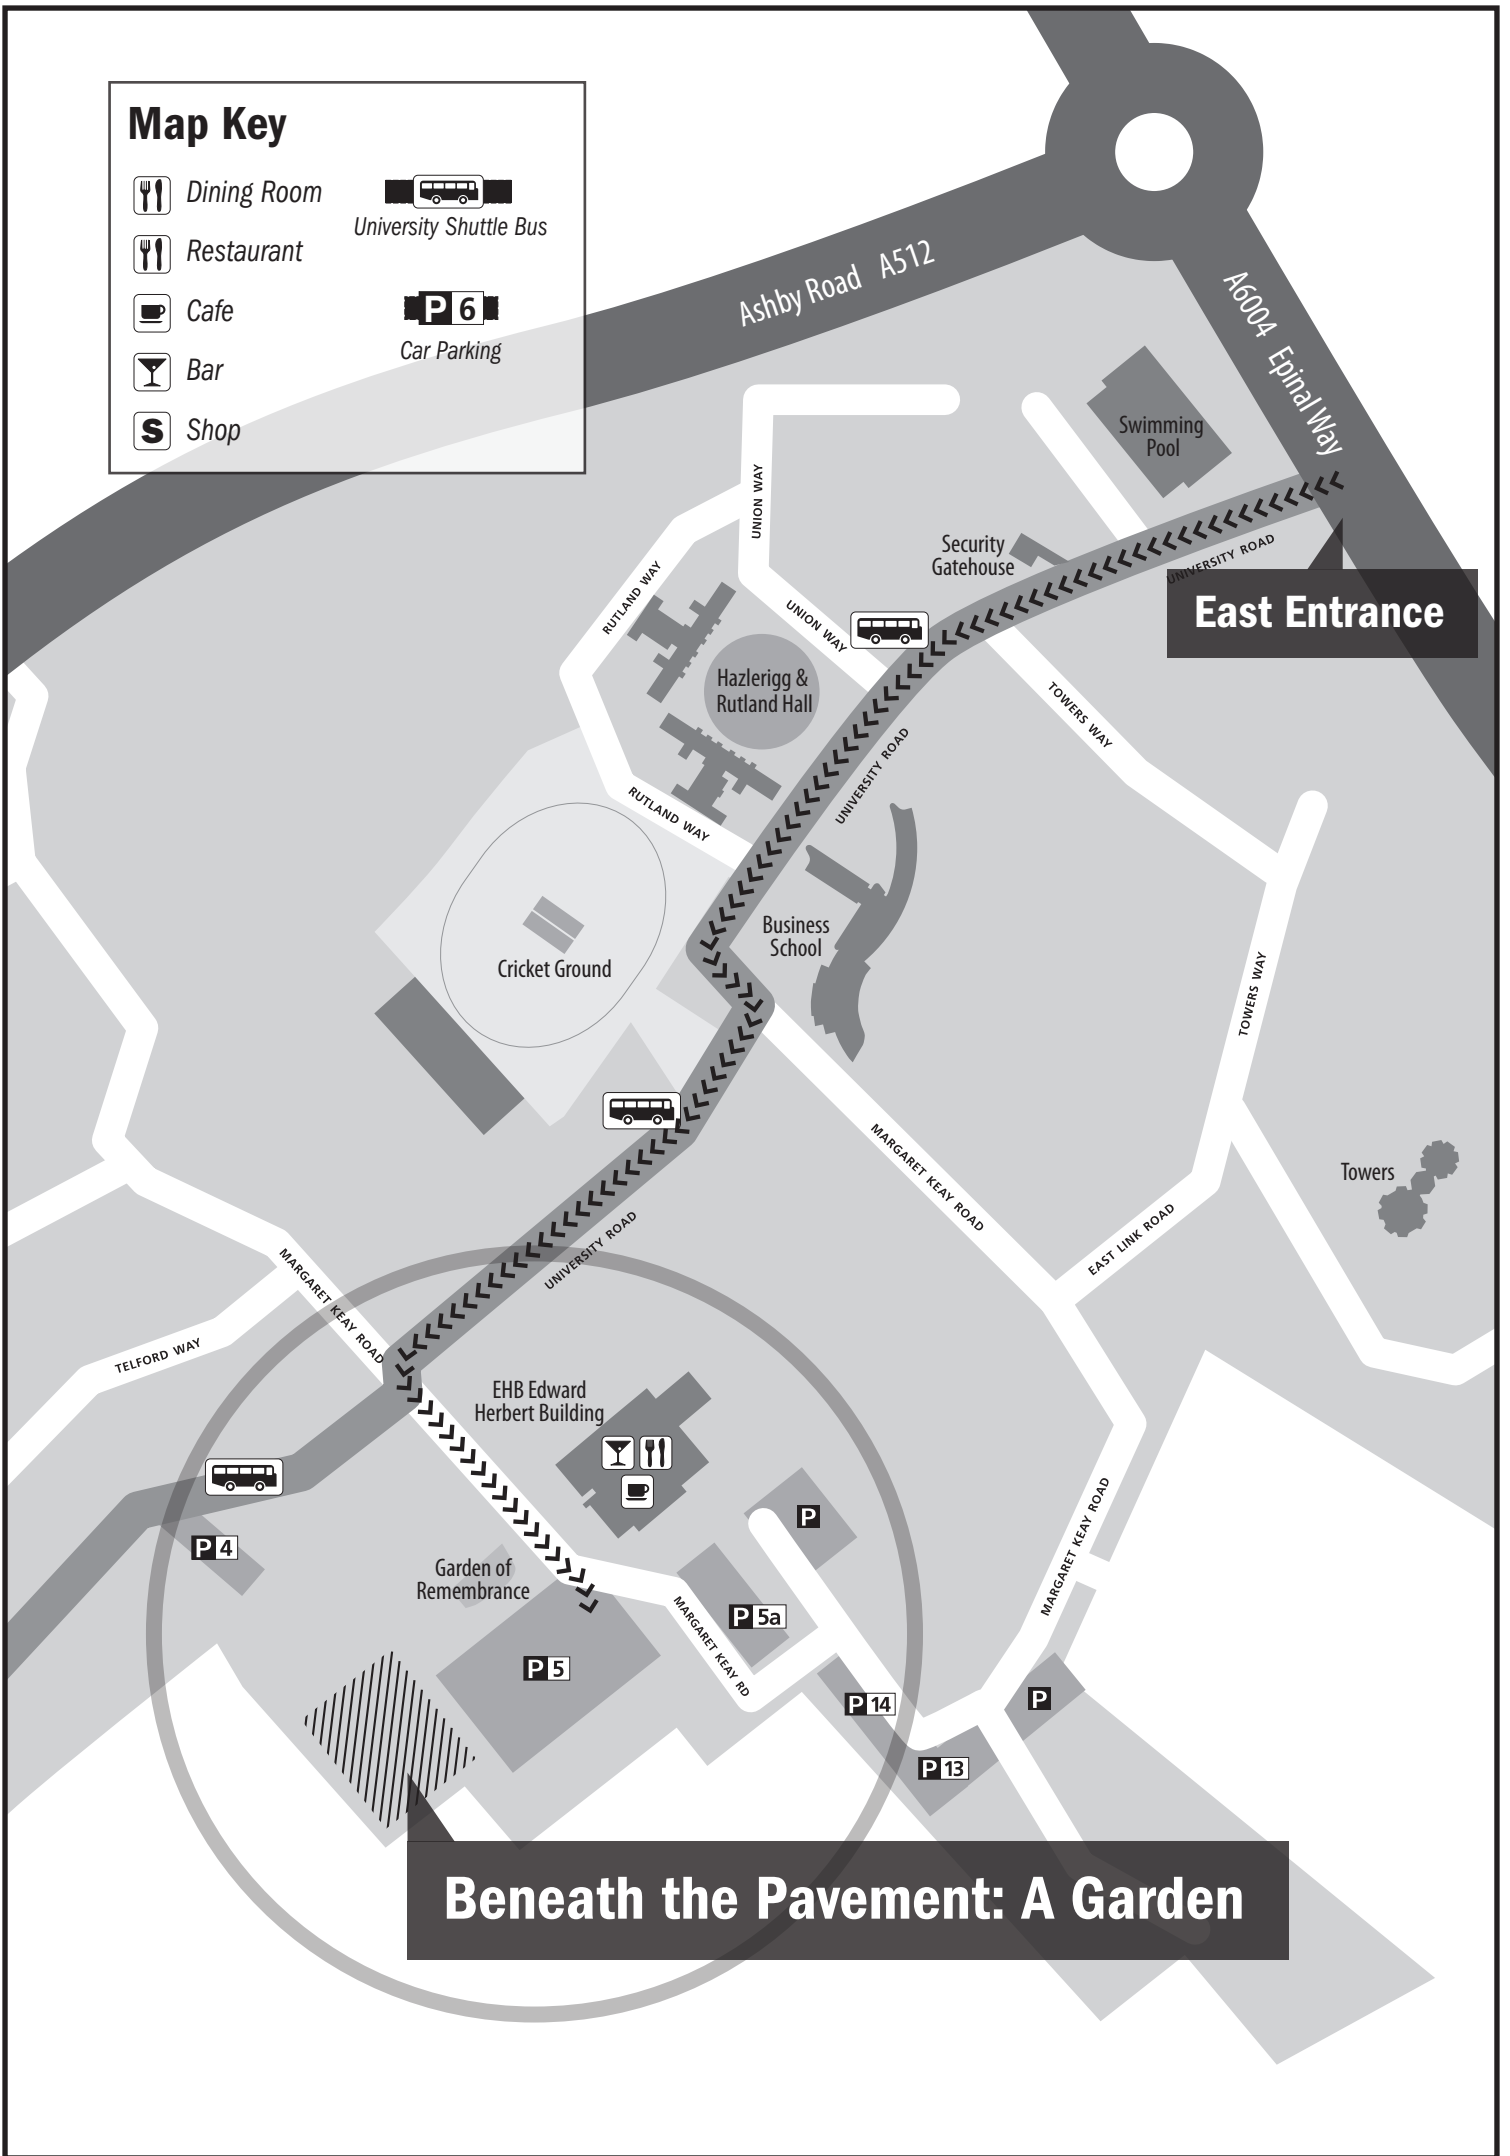 Map Key
Dining Room
Restaurant
Cafe
Bar
S Shop
University Shuttle Bus
P 6
Car Parking
Ashby Road A512
A6004 Epinal Way
Swimming
Pool
UNION WAY
Security
Gatehouse
UNIVERSITY ROAD
East Entrance
RUTLAND WAY
UNION WAY
Hazlerigg &
Rutland Hall
TOWERS WAY
UNIVERSITY ROAD
RUTLAND WAY
Business
School
Cricket Ground
TOWERS WAY
MARGARET KEAY ROAD
Towers
EAST LINK ROAD
UNIVERSITY ROAD
MARGARET KEAY ROAD
TELFORD WAY
EHB Edward
Herbert Building
P
P 4
Garden of
Remembrance
MARGARET KEAY ROAD
P 5a
MARGARET KEAY RD
P 5
P 14
P
P 13
Beneath the Pavement: A Garden